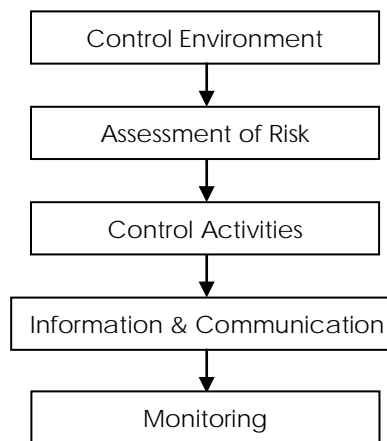 Control Environment
Assessment of Risk
Control Activities
Information & Communication
Monitoring